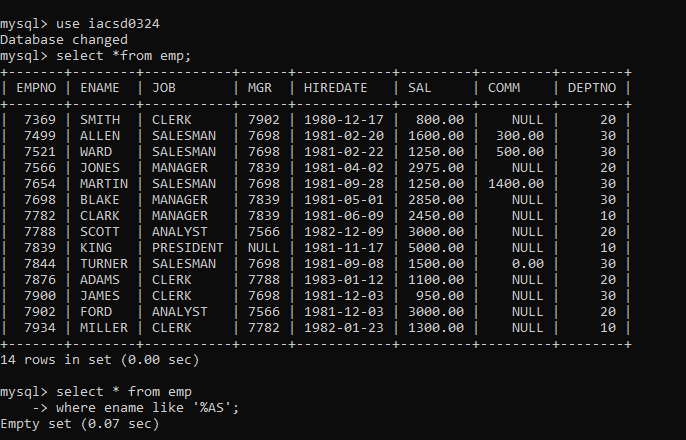 mysql> use iacsd0324
Database changed
mysql> select *from emp;
+-------+--------+-----------+------+------------+---------+---------+--------+
| EMPNO | ENAME  | JOB       | MGR  | HIREDATE   | SAL     | COMM    | DEPTNO |
+-------+--------+-----------+------+------------+---------+---------+--------+
|  7369 | SMITH  | CLERK     | 7902 | 1980-12-17 |  800.00 |    NULL |     20 |
|  7499 | ALLEN  | SALESMAN  | 7698 | 1981-02-20 | 1600.00 |  300.00 |     30 |
|  7521 | WARD   | SALESMAN  | 7698 | 1981-02-22 | 1250.00 |  500.00 |     30 |
|  7566 | JONES  | MANAGER   | 7839 | 1981-04-02 | 2975.00 |    NULL |     20 |
|  7654 | MARTIN | SALESMAN  | 7698 | 1981-09-28 | 1250.00 | 1400.00 |     30 |
|  7698 | BLAKE  | MANAGER   | 7839 | 1981-05-01 | 2850.00 |    NULL |     30 |
|  7782 | CLARK  | MANAGER   | 7839 | 1981-06-09 | 2450.00 |    NULL |     10 |
|  7788 | SCOTT  | ANALYST   | 7566 | 1982-12-09 | 3000.00 |    NULL |     20 |
|  7839 | KING   | PRESIDENT | NULL | 1981-11-17 | 5000.00 |    NULL |     10 |
|  7844 | TURNER | SALESMAN  | 7698 | 1981-09-08 | 1500.00 |    0.00 |     30 |
|  7876 | ADAMS  | CLERK     | 7788 | 1983-01-12 | 1100.00 |    NULL |     20 |
|  7900 | JAMES  | CLERK     | 7698 | 1981-12-03 |  950.00 |    NULL |     30 |
|  7902 | FORD   | ANALYST   | 7566 | 1981-12-03 | 3000.00 |    NULL |     20 |
|  7934 | MILLER | CLERK     | 7782 | 1982-01-23 | 1300.00 |    NULL |     10 |
+-------+--------+-----------+------+------------+---------+---------+--------+
14 rows in set (0.00 sec)
mysql> select * from emp
    -> where ename like '%AS';
Empty set (0.07 sec)